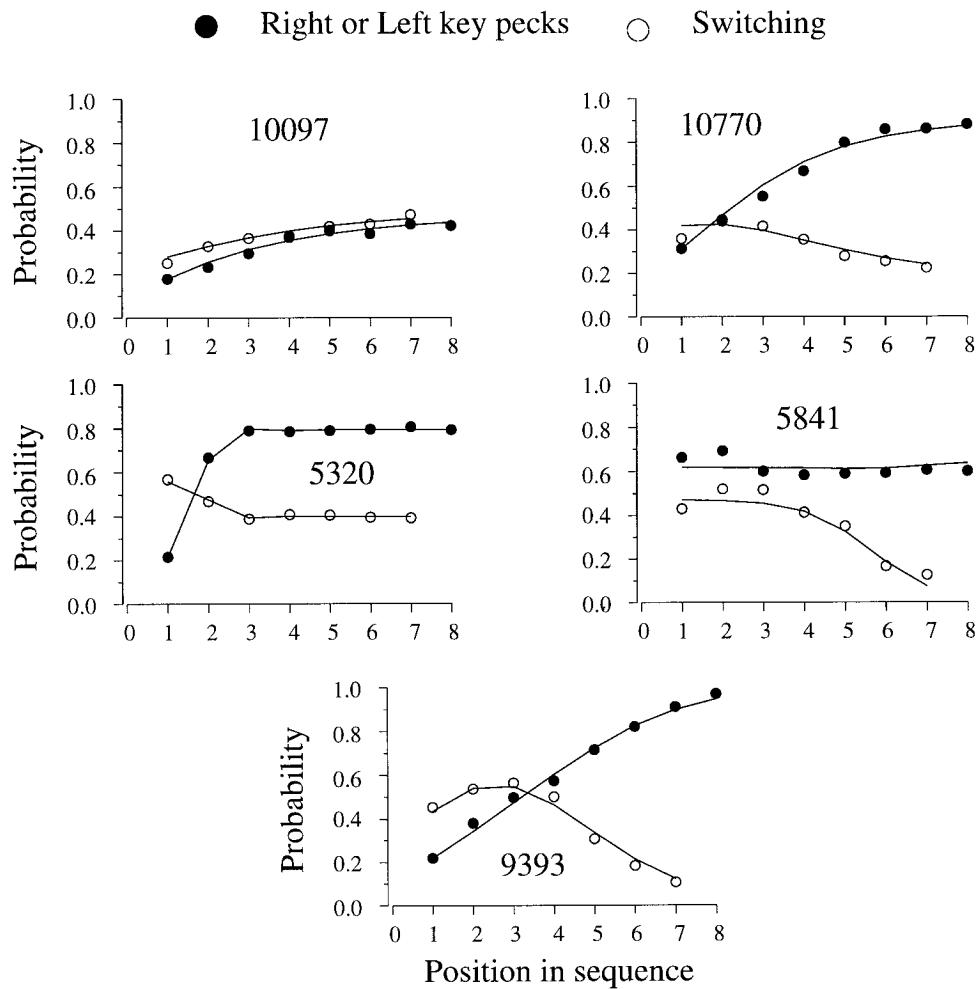 Right or Left key pecks Switching
1.0 1.0
10097 10770
0.8 0.8
Probability
0.6 0.6
0.4 0.4
0.2 0.2
0.0 0.0
0 1 2 3 4 5 6 7 8 0 1 2 3 4 5 6 7 8
1.0 1.0
5841
0.8 0.8
Probability
0.6 5320 0.6
0.4 0.4
0.2 0.2
0.0 0.0
0 1 2 3 4 5 6 7 8 0 1 2 3 4 5 6 7 8
1.0
0.8
Probability
0.6
0.4
0.2 9393
0.0
0 1 2 3 4 5 6 7 8
Position in sequence